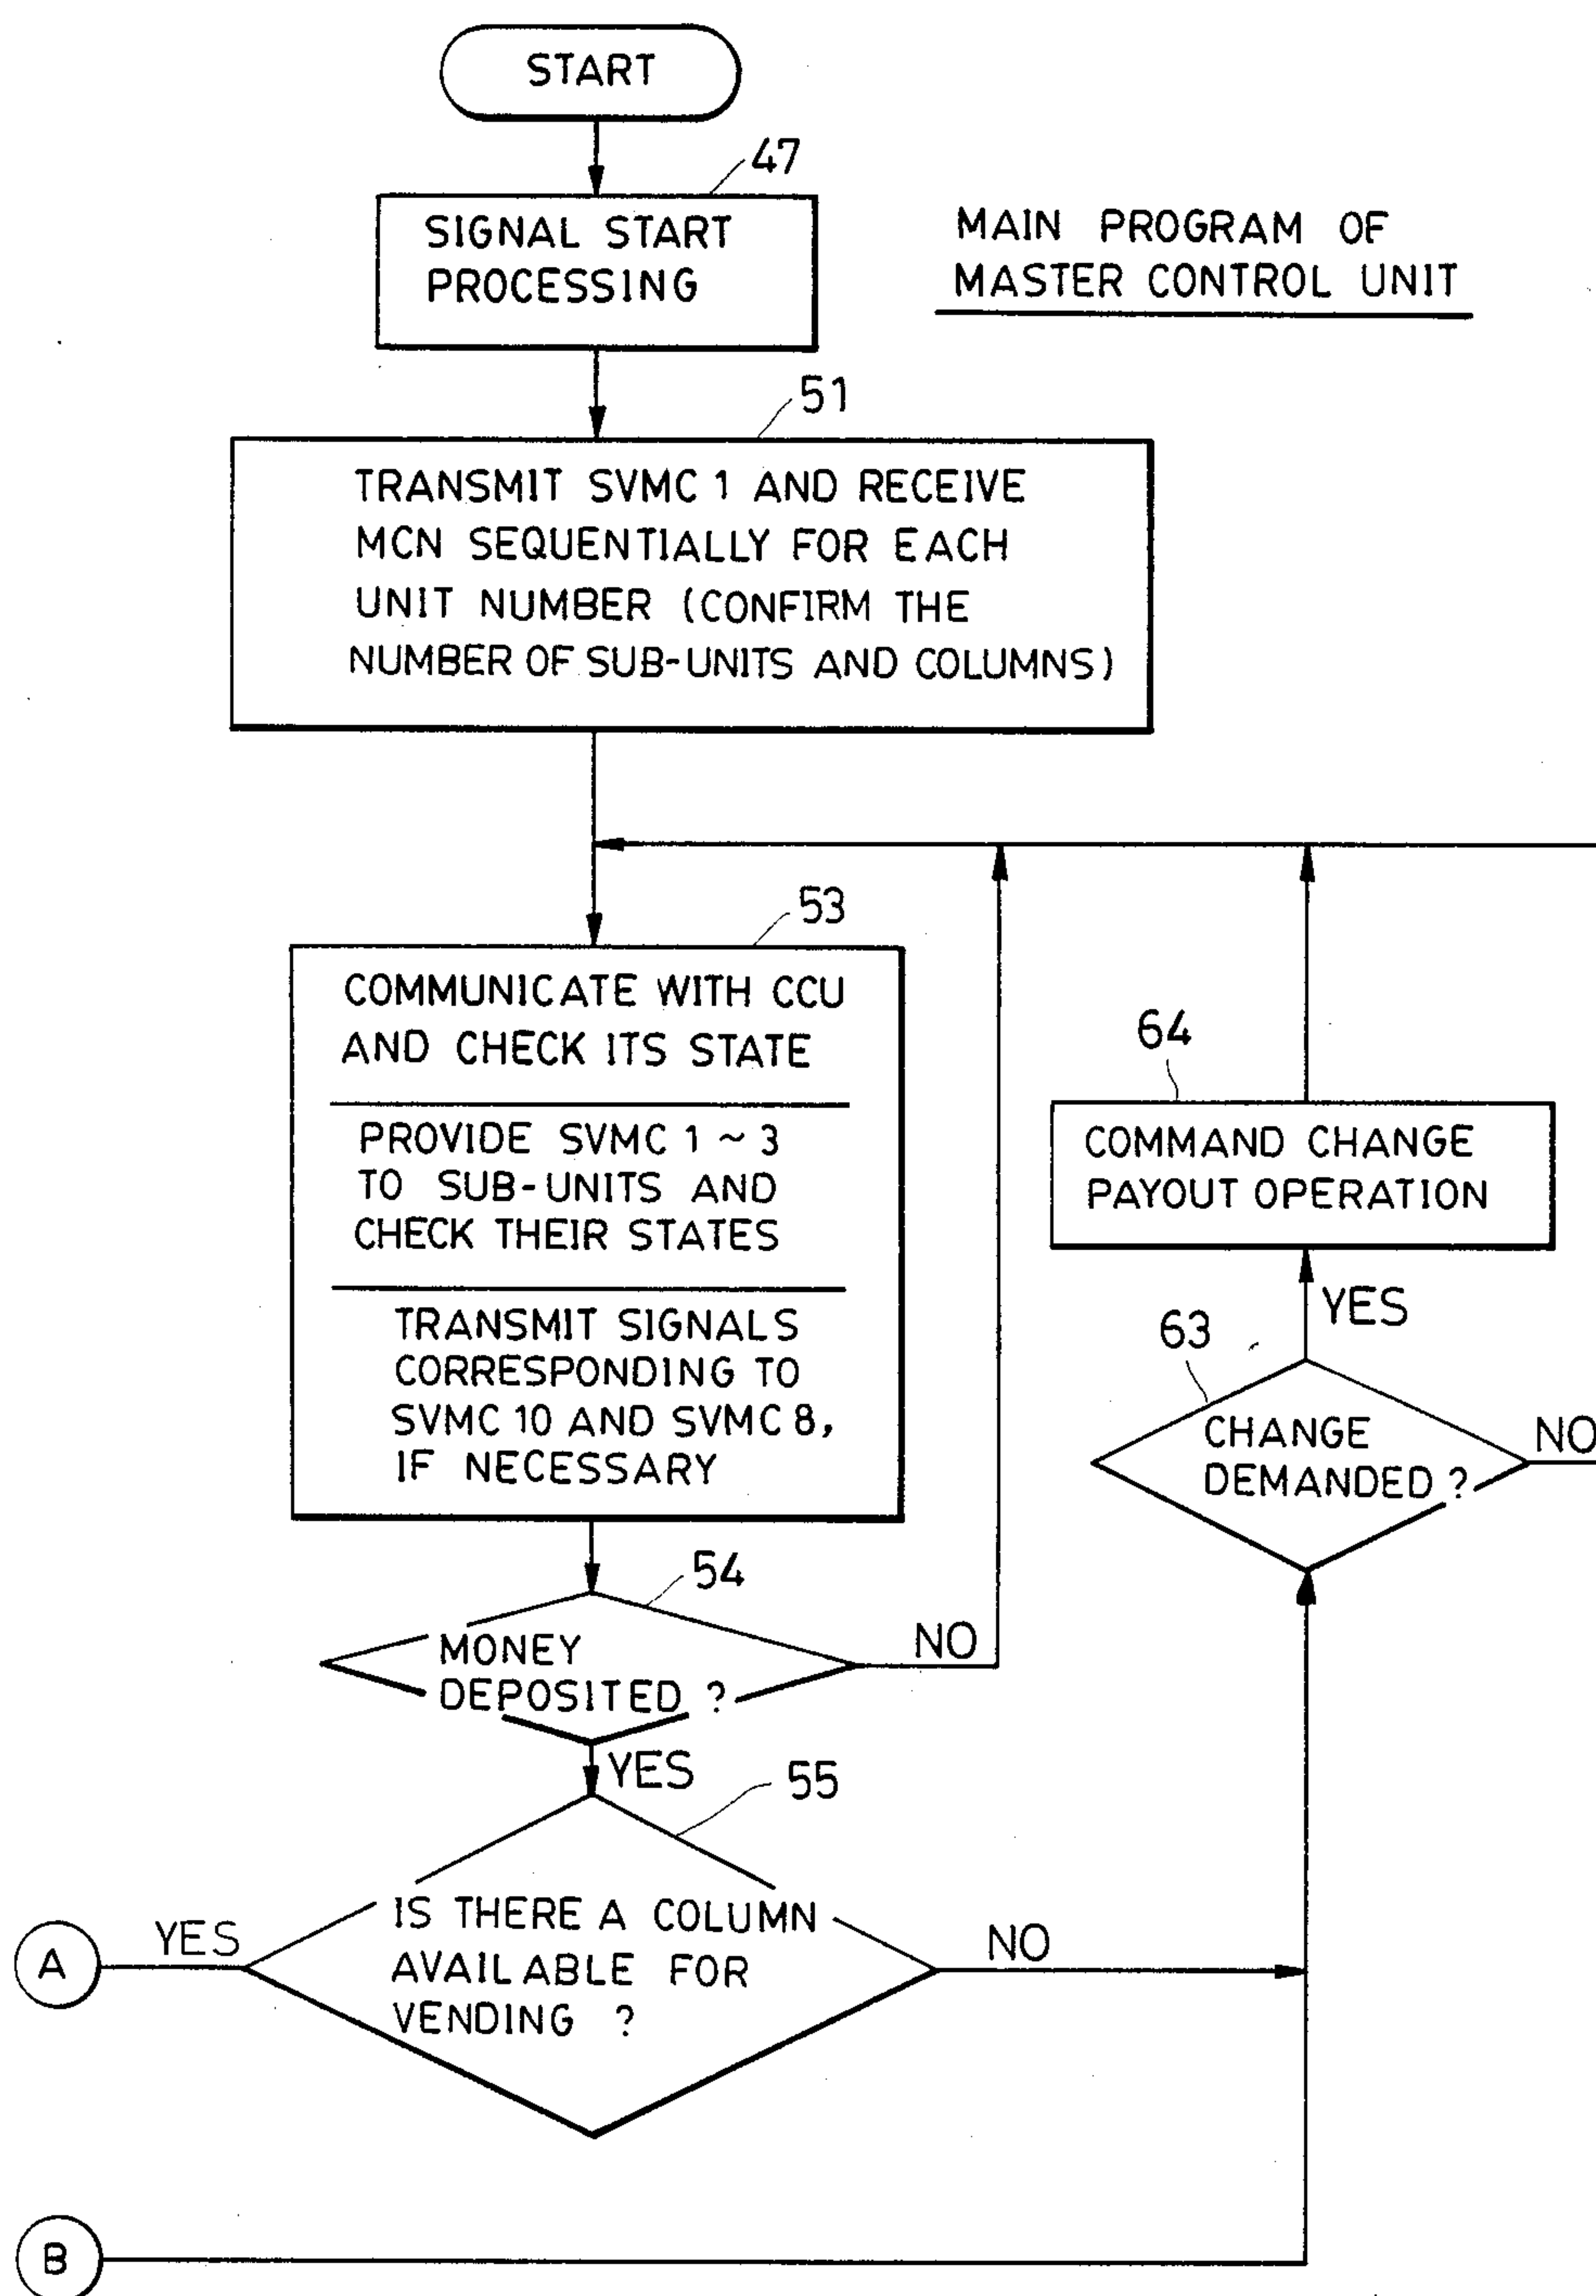 START
47
SIGNAL START
PROCESSING
MAIN PROGRAM OF
MASTER CONTROL UNIT
51
TRANSMIT SVMC 1 AND RECEIVE
MCN SEQUENTIALLY FOR EACH
UNIT NUMBER (CONFIRM THE
NUMBER OF SUB-UNITS AND COLUMNS)
53
COMMUNICATE WITH CCU
AND CHECK ITS STATE
PROVIDE SVMC 1 ~ 3
TO SUB-UNITS AND
CHECK THEIR STATES
TRANSMIT SIGNALS
CORRESPONDING TO
SVMC 10 AND SVMC 8,
IF NECESSARY
64
COMMAND CHANGE
PAYOUT OPERATION
YES
63
CHANGE
DEMANDED ?
NO
54
MONEY
DEPOSITED ?
NO
YES
55
IS THERE A COLUMN
AVAILABLE FOR
VENDING ?
YES
A
NO
B